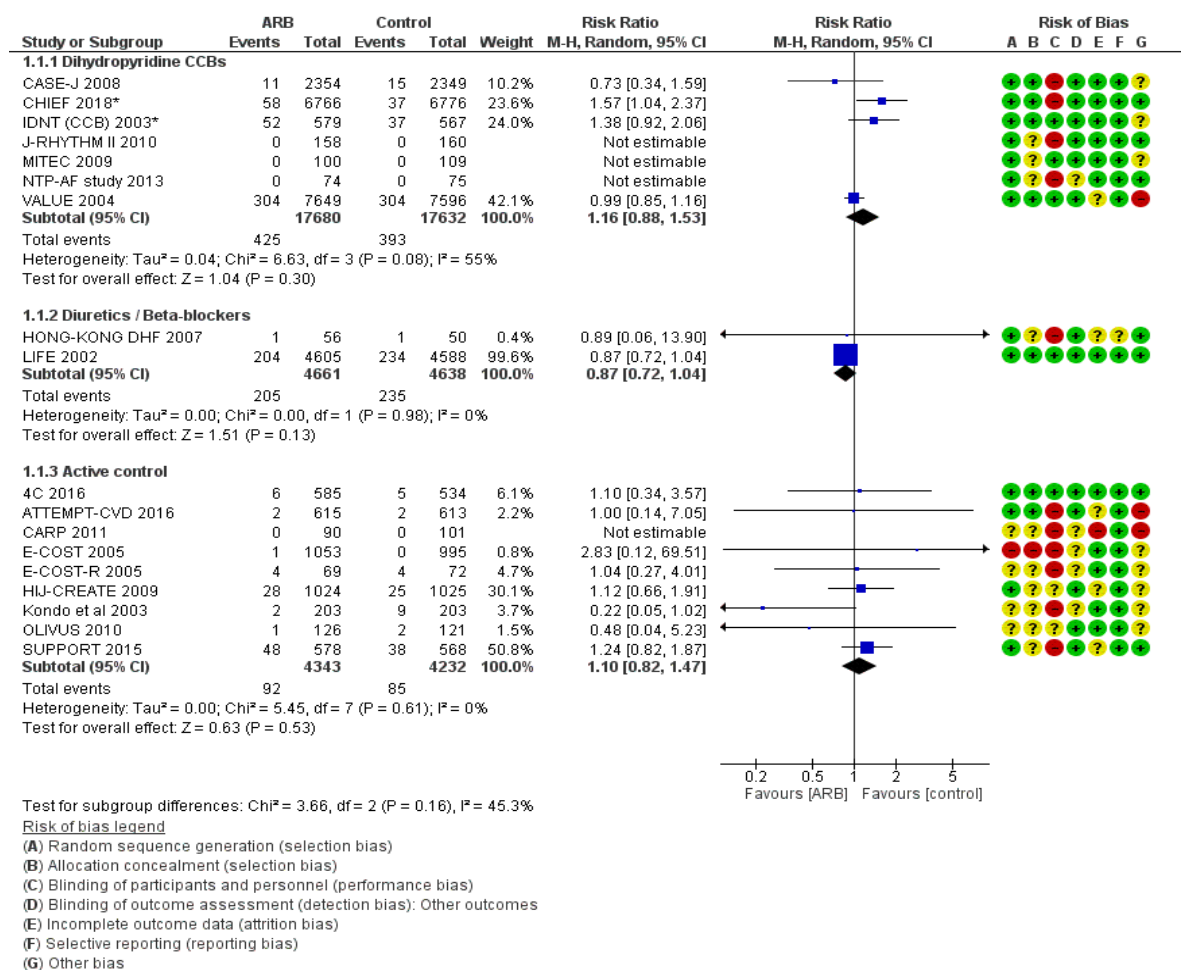 ARB Control Risk Ratio Risk Ratio Risk of Bias
Study or Subgroup Events Total Events Total Weight M-H, Random, 95% CI M-H, Random, 95% CI A B C D E F G
1.1.1 Dihydropyridine CCBs
CASE-J 2008 11 2354 15 2349 10.2% 0.73 [0.34, 1.59] + + - + + + ?
CHIEF 2018* 58 6766 37 6776 23.6% 1.57 [1.04, 2.37] + + - + + + +
IDNT (CCB) 2003* 52 579 37 567 24.0% 1.38 [0.92, 2.06] + + + + + + ?
J-RHYTHM II 2010 0 158 0 160 Not estimable + ? - + + + +
MITEC 2009 0 100 0 109 Not estimable + ? + + + + ?
NTP-AF study 2013 0 74 0 75 Not estimable + ? - ? + + +
VALUE 2004 304 7649 304 7596 42.1% 0.99 [0.85, 1.16] + + + + ? + -
Subtotal (95% CI) 17680 17632 100.0% 1.16 [0.88, 1.53]
Total events 425 393
Heterogeneity: Tau² = 0.04; Chi² = 6.63, df = 3 (P = 0.08); I² = 55%
Test for overall effect: Z = 1.04 (P = 0.30)
1.1.2 Diuretics / Beta-blockers
HONG-KONG DHF 2007 1 56 1 50 0.4% 0.89 [0.06, 13.90] + ? - + ? ? +
LIFE 2002 204 4605 234 4588 99.6% 0.87 [0.72, 1.04] + + + + + + +
Subtotal (95% CI) 4661 4638 100.0% 0.87 [0.72, 1.04]
Total events 205 235
Heterogeneity: Tau² = 0.00; Chi² = 0.00, df = 1 (P = 0.98); I² = 0%
Test for overall effect: Z = 1.51 (P = 0.13)
1.1.3 Active control
4C 2016 6 585 5 534 6.1% 1.10 [0.34, 3.57] + + + + + + +
ATTEMPT-CVD 2016 2 615 2 613 2.2% 1.00 [0.14, 7.05] + + - + ? + -
CARP 2011 0 90 0 101 Not estimable ? ? - ? - + -
E-COST 2005 1 1053 0 995 0.8% 2.83 [0.12, 69.51] - - - ? + + ?
E-COST-R 2005 4 69 4 72 4.7% 1.04 [0.27, 4.01] ? ? - ? + + ?
HIJ-CREATE 2009 28 1024 25 1025 30.1% 1.12 [0.66, 1.91] + ? ? ? + + ?
Kondo et al 2003 2 203 9 203 3.7% 0.22 [0.05, 1.02] ? ? - ? + + ?
OLIVUS 2010 1 126 2 121 1.5% 0.48 [0.04, 5.23] ? ? ? + + + +
SUPPORT 2015 48 578 38 568 50.8% 1.24 [0.82, 1.87] + ? - + ? + ?
Subtotal (95% CI) 4343 4232 100.0% 1.10 [0.82, 1.47]
Total events 92 85
Heterogeneity: Tau² = 0.00; Chi² = 5.45, df = 7 (P = 0.61); I² = 0%
Test for overall effect: Z = 0.63 (P = 0.53)
0.2 0.5 1 2 5
Favours [ARB] Favours [control]
Test for subgroup differences: Chi² = 3.66, df = 2 (P = 0.16), I² = 45.3%
Risk of bias legend
(A) Random sequence generation (selection bias)
(B) Allocation concealment (selection bias)
(C) Blinding of participants and personnel (performance bias)
(D) Blinding of outcome assessment (detection bias): Other outcomes
(E) Incomplete outcome data (attrition bias)
(F) Selective reporting (reporting bias)
(G) Other bias